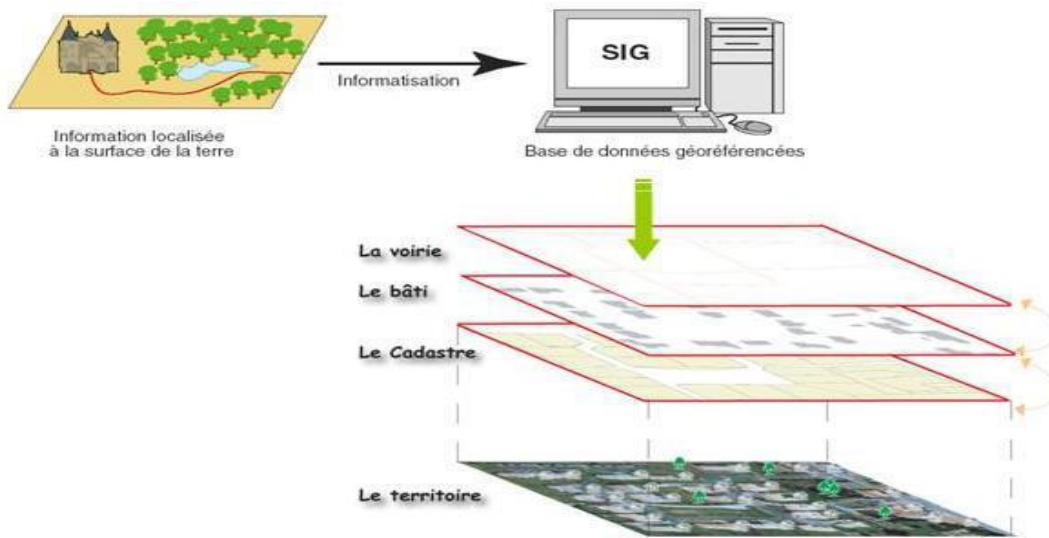 SIG
Informatisation
Information localisée
à la surface de la terre
Base de données géoréférencées
La voirie
Le bâti
Le Cadastre
Le territoire